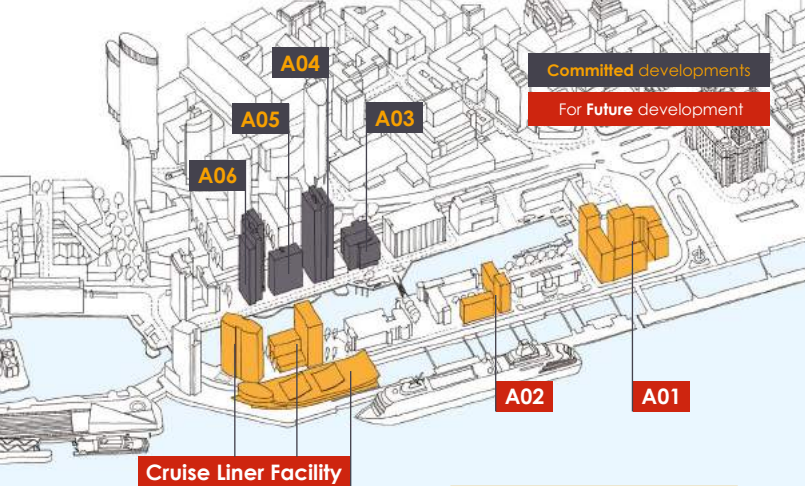 A04
Committed developments
A05
A03
For Future development
A06
A02
A01
Cruise Liner Facility